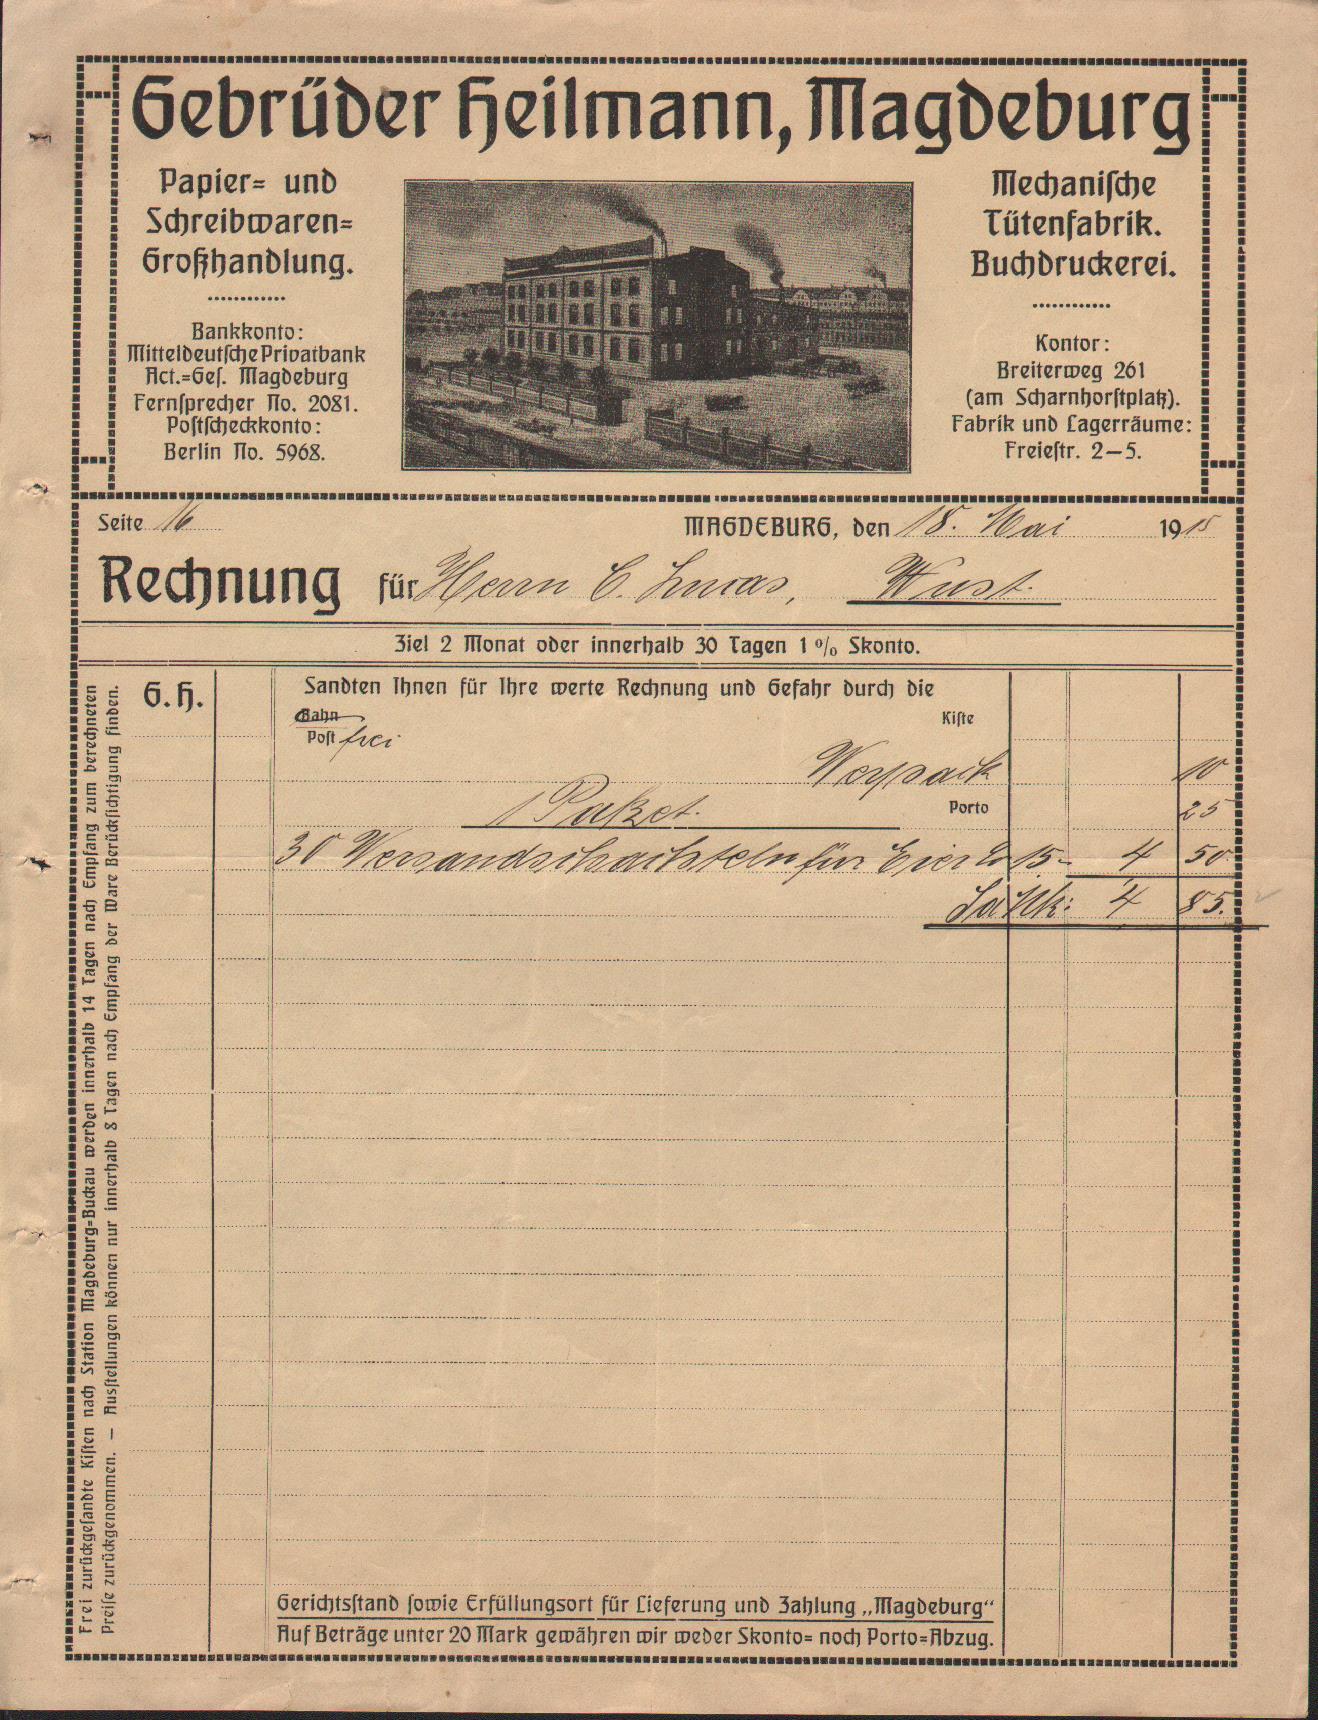 Gebrüder Heilmann, Magdeburg
Papier= und
Schreibwaren=
Großhandlung.
Bankkonto:
Mitteldeutsche Privatbank
Act.=Ges. Magdeburg
Fernsprecher No. 2081.
Postscheckkonto:
Berlin No. 5968.
Mechanische
Tütenfabrik.
Buchdruckerei.
Kontor:
Breiterweg 261
(am Scharnhorstplatz).
Fabrik und Lagerräume:
Freiestr. 2–5.
Seite 16 MAGDEBURG, den 18. Mai 1915
Rechnung für Herrn C. Lucas, Wust.
Ziel 2 Monat oder innerhalb 30 Tagen 1 % Skonto.
G. H. Sandten Ihnen für Ihre werte Rechnung und Gefahr durch die
Bahn Kiste
Post frei
Verpack 10
1 Paket. Porto 25
30 Versandschachteln für Eier 15- 4 50
Sa Mk: 4 85.
Frei zurückgesandte Kisten nach Station Magdeburg=Buckau werden innerhalb 14 Tagen nach Empfang zum berechneten
Preise zurückgenommen. — Ausstellungen können nur innerhalb 8 Tagen nach Empfang der Ware Berücksichtigung finden.
Gerichtsstand sowie Erfüllungsort für Lieferung und Zahlung „Magdeburg“
Auf Beträge unter 20 Mark gewähren wir weder Skonto= noch Porto=Abzug.